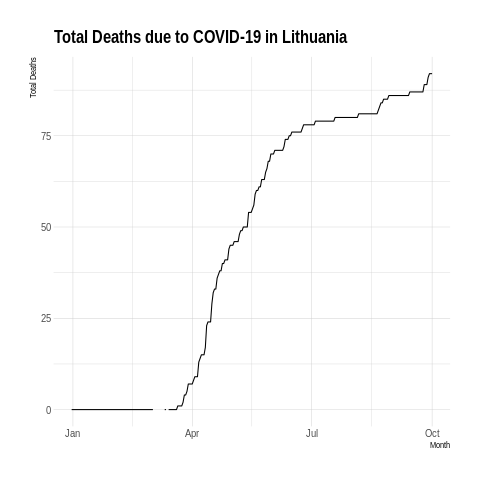 Total Deaths due to COVID-19 in Lithuania
Total Deaths
75
50
25
0
Jan Apr Jul Oct
Month